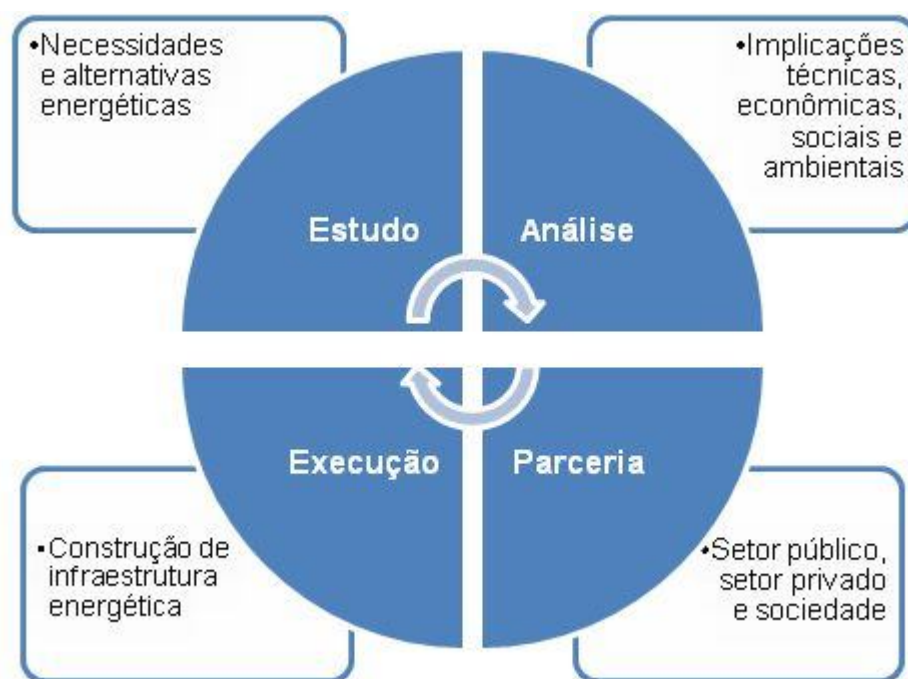 •Necessidades
e alternativas
energéticas
•Implicações
técnicas,
econômicas,
sociais e
ambientais
Estudo
Análise
Execução
Parceria
•Construção de
infraestrutura
energética
•Setor público,
setor privado
e sociedade